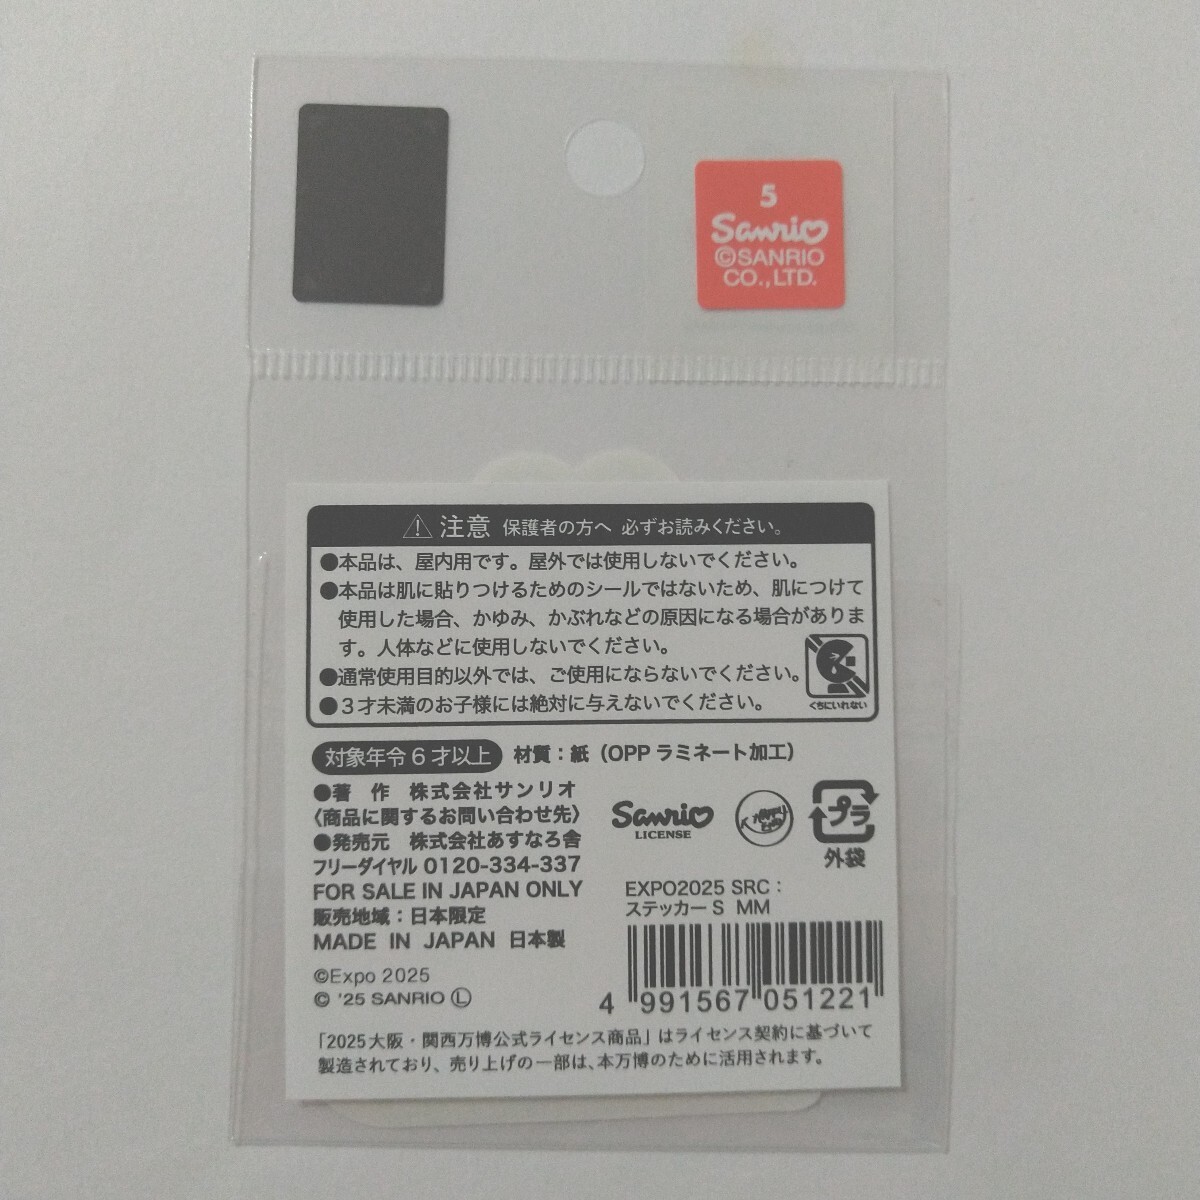 5
Sanrio
©SANRIO
CO.,LTD.
注意 保護者の方へ 必ずお読みください。
●本品は、屋内用です。屋外では使用しないでください。
●本品は肌に貼りつけるためのシールではないため、肌につけて
使用した場合、かゆみ、かぶれなどの原因になる場合がありま
す。人体などに使用しないでください。
●通常使用目的以外では、ご使用にならないでください。
●3才未満のお子様には絶対に与えないでください。
くちにいれない
対象年令6才以上 材質:紙(OPPラミネート加工)
●著 作 株式会社サンリオ
〈商品に関するお問い合わせ先〉
●発売元 株式会社あすなろ舎
フリーダイヤル 0120-334-337
FOR SALE IN JAPAN ONLY
販売地域:日本限定
MADE IN JAPAN 日本製
©Expo 2025
© '25 SANRIO Ⓛ
Sanrio
LICENSE
プラ
外袋
EXPO2025 SRC:
ステッカー S MM
4 991567 051221
「2025大阪・関西万博公式ライセンス商品」はライセンス契約に基づいて
製造されており、売り上げの一部は、本万博のために活用されます。